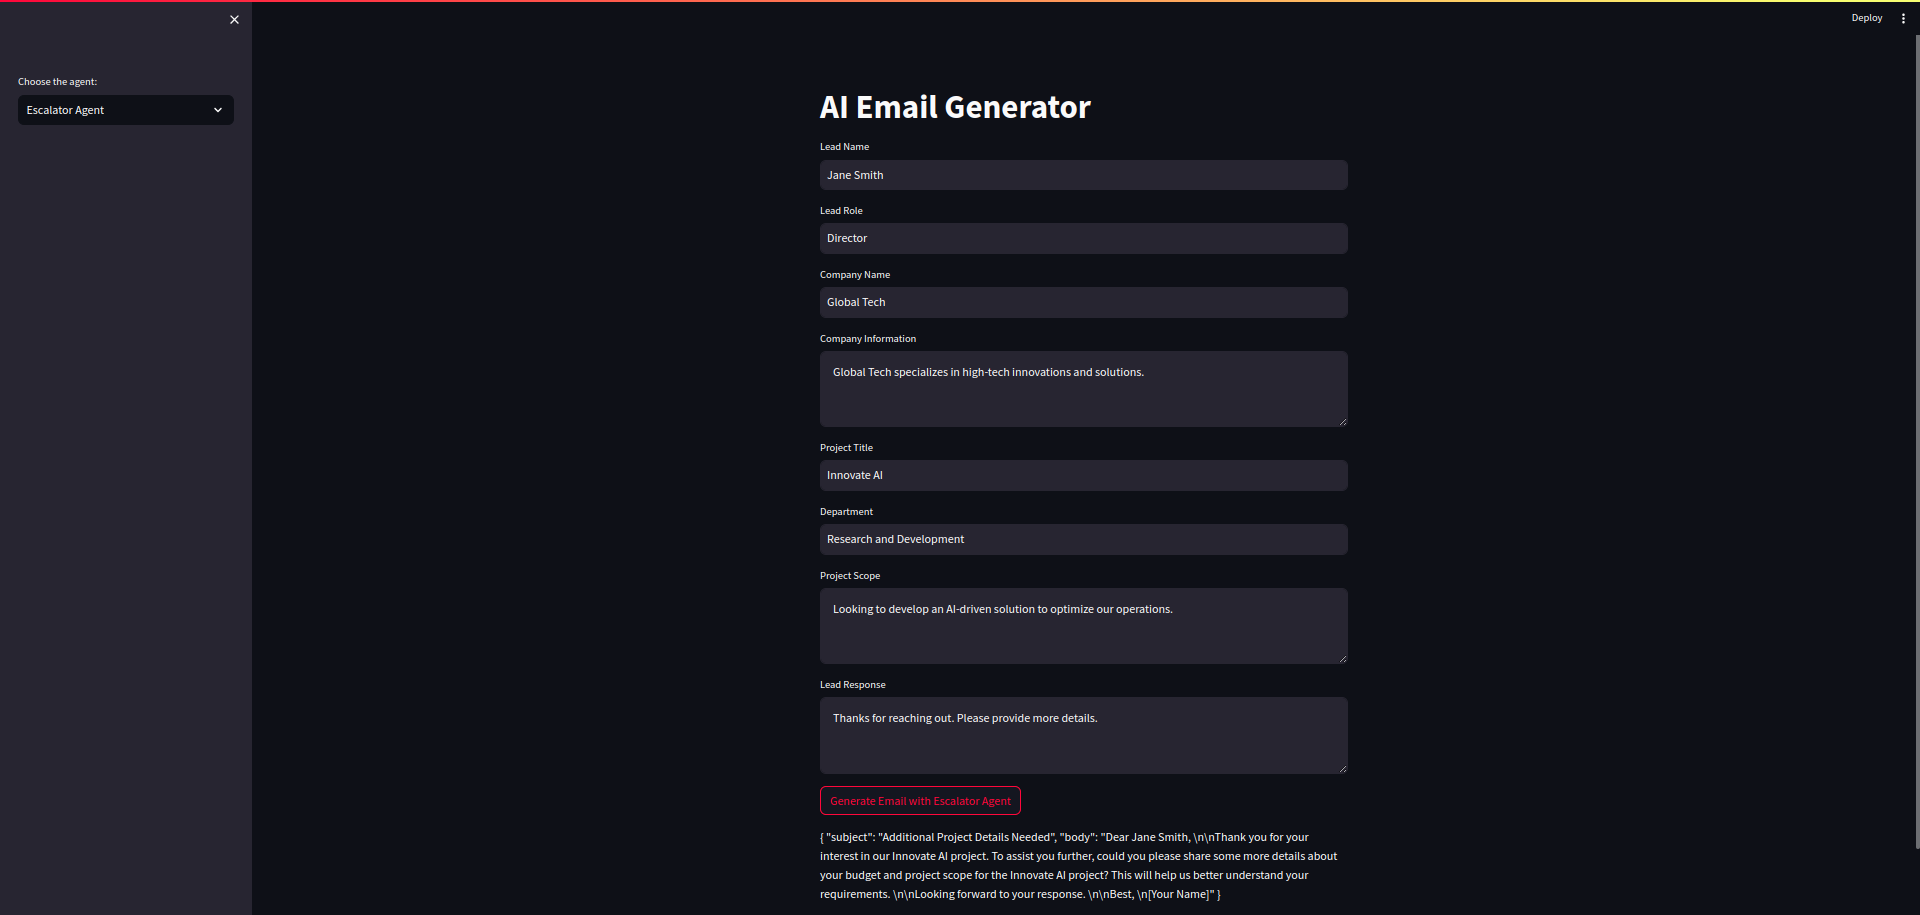 Deploy
Choose the agent:
Escalator Agent
AI Email Generator
Lead Name
Jane Smith
Lead Role
Director
Company Name
Global Tech
Company Information
Global Tech specializes in high-tech innovations and solutions.
Project Title
Innovate AI
Department
Research and Development
Project Scope
Looking to develop an AI-driven solution to optimize our operations.
Lead Response
Thanks for reaching out. Please provide more details.
Generate Email with Escalator Agent
{ "subject": "Additional Project Details Needed", "body": "Dear Jane Smith, \n\nThank you for your
interest in our Innovate AI project. To assist you further, could you please share some more details about
your budget and project scope for the Innovate AI project? This will help us better understand your
requirements. \n\nLooking forward to your response. \n\nBest, \n[Your Name]" }